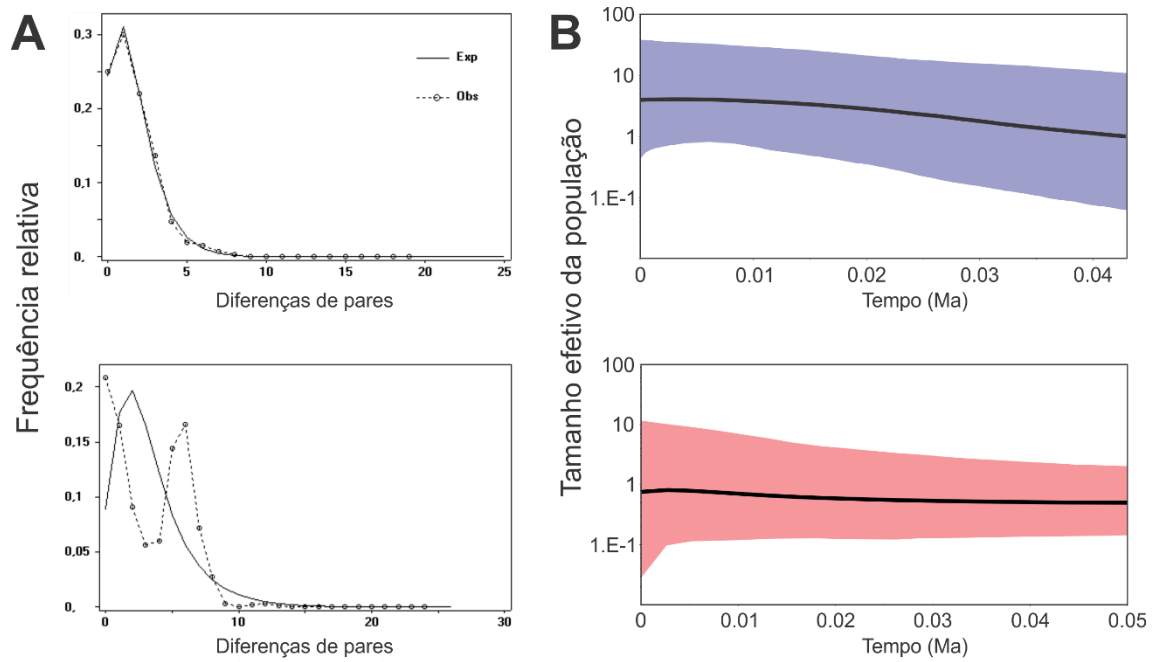 A
Frequência relativa
0,3
0,2
0,1
0,
Exp
Obs
0 5 10 15 20 25
Diferenças de pares
0,2
0,15
0,1
0,05
0,
0 10 20 30
Diferenças de pares
B
Tamanho efetivo da população
100
10
1
1.E-1
0 0.01 0.02 0.03 0.04
Tempo (Ma)
100
10
1
1.E-1
0 0.01 0.02 0.03 0.04 0.05
Tempo (Ma)